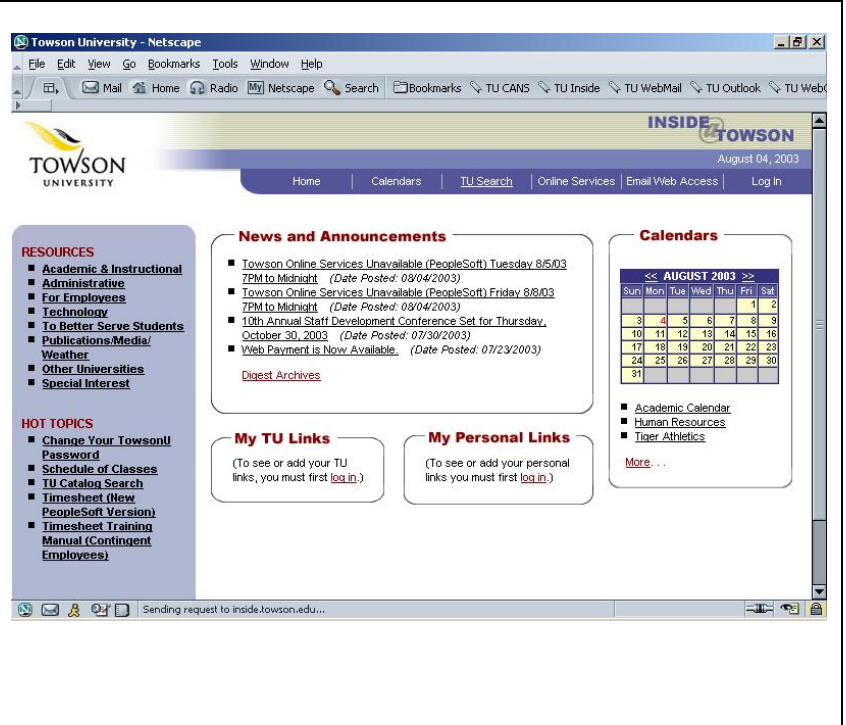 Towson University - Netscape
File Edit View Go Bookmarks Tools Window Help
Mail Home Radio My Netscape Search Bookmarks TU CANS TU Inside TU WebMail TU Outlook TU Web
INSIDE@TOWSON
TOWSON
UNIVERSITY
August 04, 2003
Home | Calendars | TU Search | Online Services | Email Web Access | Log In
RESOURCES
Academic & Instructional
Administrative
For Employees
Technology
To Better Serve Students
Publications/Media/
Weather
Other Universities
Special Interest
HOT TOPICS
Change Your TowsonU
Password
Schedule of Classes
TU Catalog Search
Timesheet (New
PeopleSoft Version)
Timesheet Training
Manual (Contingent
Employees)
News and Announcements
Towson Online Services Unavailable (PeopleSoft) Tuesday 8/5/03
7PM to Midnight (Date Posted: 08/04/2003)
Towson Online Services Unavailable (PeopleSoft) Friday 8/8/03
7PM to Midnight (Date Posted: 08/04/2003)
10th Annual Staff Development Conference Set for Thursday,
October 30, 2003 (Date Posted: 07/30/2003)
Web Payment is Now Available. (Date Posted: 07/23/2003)
Digest Archives
My TU Links
(To see or add your TU
links, you must first log in.)
My Personal Links
(To see or add your personal
links you must first log in.)
Calendars
<< AUGUST 2003 >>
Sun Mon Tue Wed Thu Fri Sat
1 2
3 4 5 6 7 8 9
10 11 12 13 14 15 16
17 18 19 20 21 22 23
24 25 26 27 28 29 30
31
Academic Calendar
Human Resources
Tiger Athletics
More. . .
Sending request to inside.towson.edu...